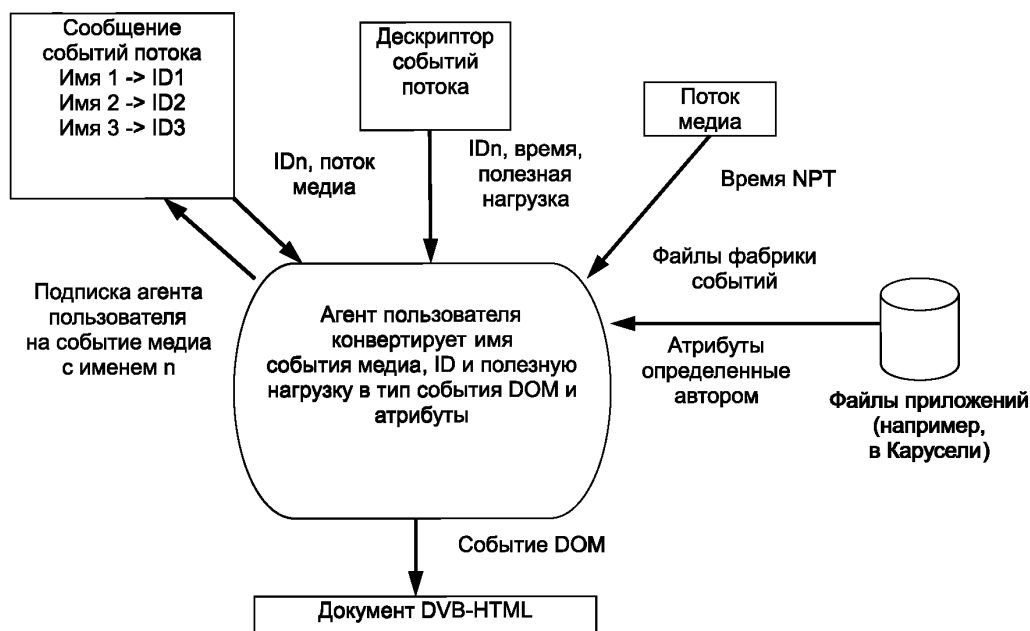 Сообщение
событий потока
Имя 1 -> ID1
Имя 2 -> ID2
Имя 3 -> ID3
Дескриптор
событий
потока
Поток
медиа
IDn, поток
медиа
IDn, время,
полезная
нагрузка
Время NPT
Подписка агента
пользователя
на событие медиа
с именем n
Файлы фабрики
событий
Агент пользователя
конвертирует имя
события медиа, ID и полезную
нагрузку в тип события DOM и
атрибуты
Атрибуты
определенные
автором
Файлы приложений
(например,
в Карусели)
Событие DOM
Документ DVB-HTML